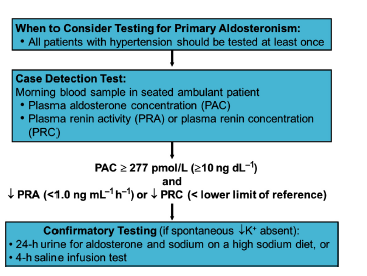 When to Consider Testing for Primary Aldosteronism:
• All patients with hypertension should be tested at least once
Case Detection Test:
Morning blood sample in seated ambulant patient
• Plasma aldosterone concentration (PAC)
• Plasma renin activity (PRA) or plasma renin concentration
(PRC)
PAC ≥ 277 pmol/L (≥10 ng dL⁻¹)
and
↓ PRA (<1.0 ng mL⁻¹ h⁻¹) or ↓ PRC (< lower limit of reference)
Confirmatory Testing (if spontaneous ↓K⁺ absent):
• 24-h urine for aldosterone and sodium on a high sodium diet, or
• 4-h saline infusion test